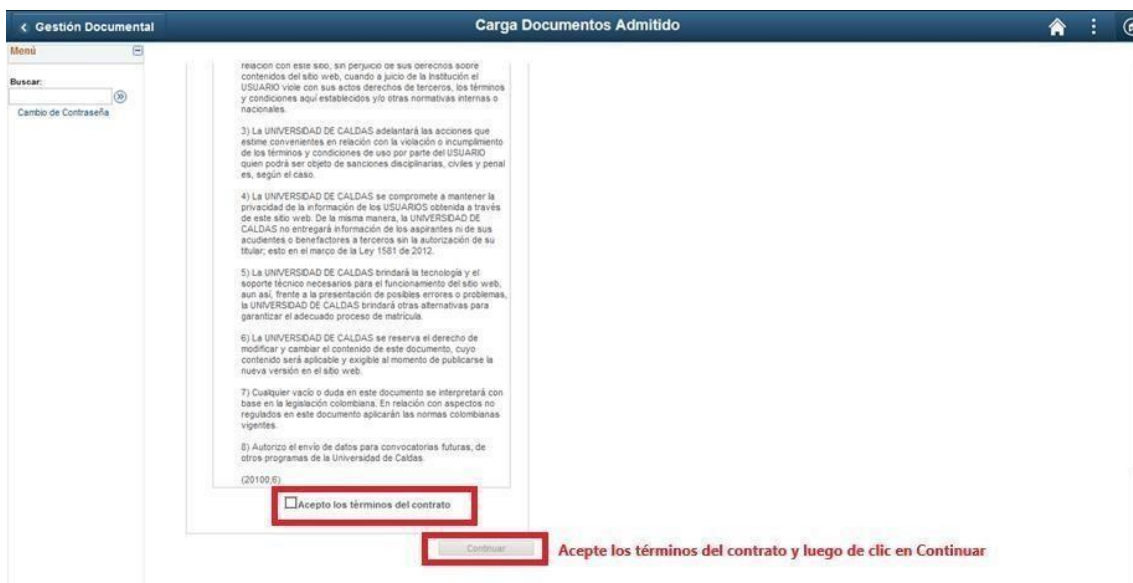 Gestión Documental
Carga Documentos Admitido
Menú
Buscar:
Cambio de Contraseña
relación con este sitio, sin perjuicio de sus derechos sobre
contenidos del sitio web, cuando a juicio de la Institución el
USUARIO viole con sus actos derechos de terceros, los términos
y condiciones aquí establecidos y/o otras normativas internas o
nacionales.
3) La UNIVERSIDAD DE CALDAS adelantará las acciones que
estime convenientes en relación con la violación o incumplimiento
de los términos y condiciones de uso por parte del USUARIO
quien podrá ser objeto de sanciones disciplinarias, civiles y penal
es, según el caso.
4) La UNIVERSIDAD DE CALDAS se compromete a mantener la
privacidad de la información de los USUARIOS obtenida a través
de este sitio web. De la misma manera, la UNIVERSIDAD DE
CALDAS no entregará información de los aspirantes ni de sus
acudientes o benefactores a terceros sin la autorización de su
titular; esto en el marco de la Ley 1581 de 2012.
5) La UNIVERSIDAD DE CALDAS brindará la tecnología y el
soporte técnico necesarios para el funcionamiento del sitio web,
aun así, frente a la presentación de posibles errores o problemas,
la UNIVERSIDAD DE CALDAS brindará otras alternativas para
garantizar el adecuado proceso de matrícula.
6) La UNIVERSIDAD DE CALDAS se reserva el derecho de
modificar y cambiar el contenido de este documento, cuyo
contenido será aplicable y exigible al momento de publicarse la
nueva versión en el sitio web.
7) Cualquier vacío o duda en este documento se interpretará con
base en la legislación colombiana. En relación con aspectos no
regulados en este documento aplicarán las normas colombianas
vigentes.
8) Autorizo el envío de datos para convocatorias futuras, de
otros programas de la Universidad de Caldas.
(20100,6)
Acepto los términos del contrato
Continuar
Acepte los términos del contrato y luego de clic en Continuar